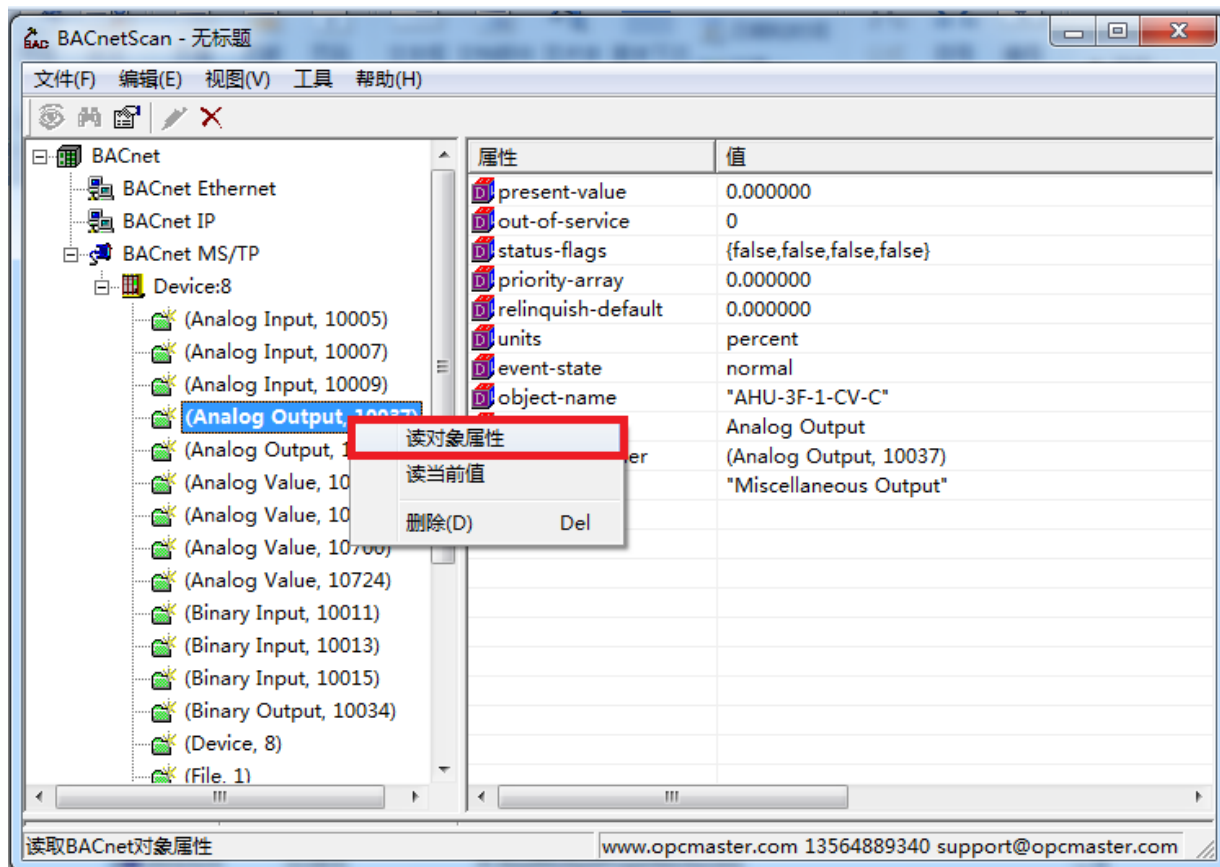 BACnetScan - 无标题
文件(F) 编辑(E) 视图(V) 工具 帮助(H)
BACnet
BACnet Ethernet
BACnet IP
BACnet MS/TP
Device:8
(Analog Input, 10005)
(Analog Input, 10007)
(Analog Input, 10009)
(Analog Output, 10037)
(Analog Output, 1
(Analog Value, 10
(Analog Value, 10
(Analog Value, 10700)
(Analog Value, 10724)
(Binary Input, 10011)
(Binary Input, 10013)
(Binary Input, 10015)
(Binary Output, 10034)
(Device, 8)
(File, 1)
读对象属性
读当前值
删除(D) Del
属性 值
present-value 0.000000
out-of-service 0
status-flags {false,false,false,false}
priority-array 0.000000
relinquish-default 0.000000
units percent
event-state normal
object-name "AHU-3F-1-CV-C"
Analog Output
er (Analog Output, 10037)
"Miscellaneous Output"
读取BACnet对象属性
www.opcmaster.com 13564889340 support@opcmaster.com